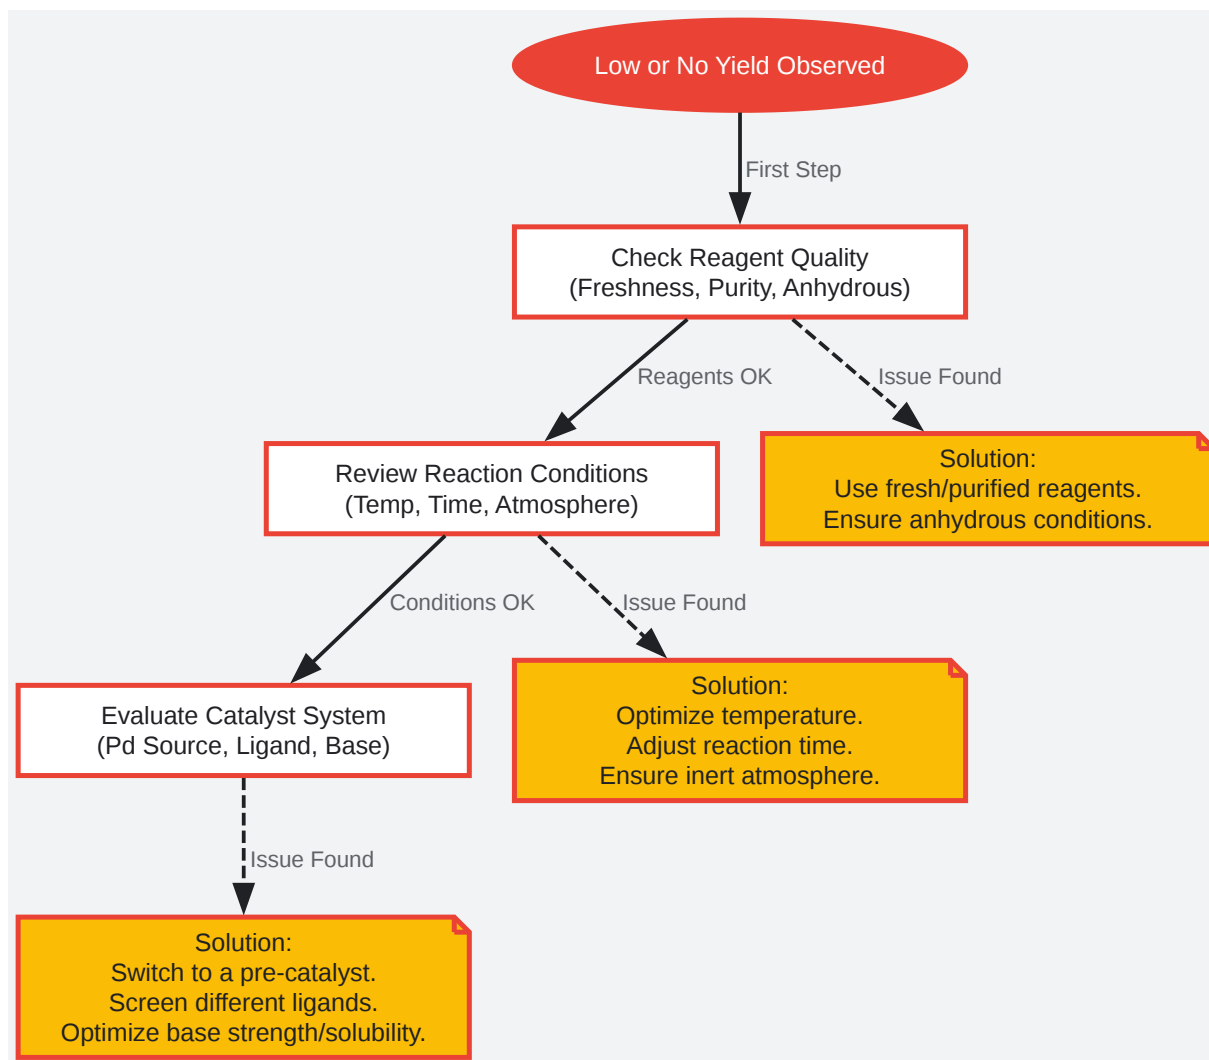 Low or No Yield Observed
First Step
Check Reagent Quality
(Freshness, Purity, Anhydrous)
Reagents OK
Issue Found
Review Reaction Conditions
(Temp, Time, Atmosphere)
Solution:
Use fresh/purified reagents.
Ensure anhydrous conditions.
Conditions OK
Issue Found
Evaluate Catalyst System
(Pd Source, Ligand, Base)
Solution:
Optimize temperature.
Adjust reaction time.
Ensure inert atmosphere.
Issue Found
Solution:
Switch to a pre-catalyst.
Screen different ligands.
Optimize base strength/solubility.